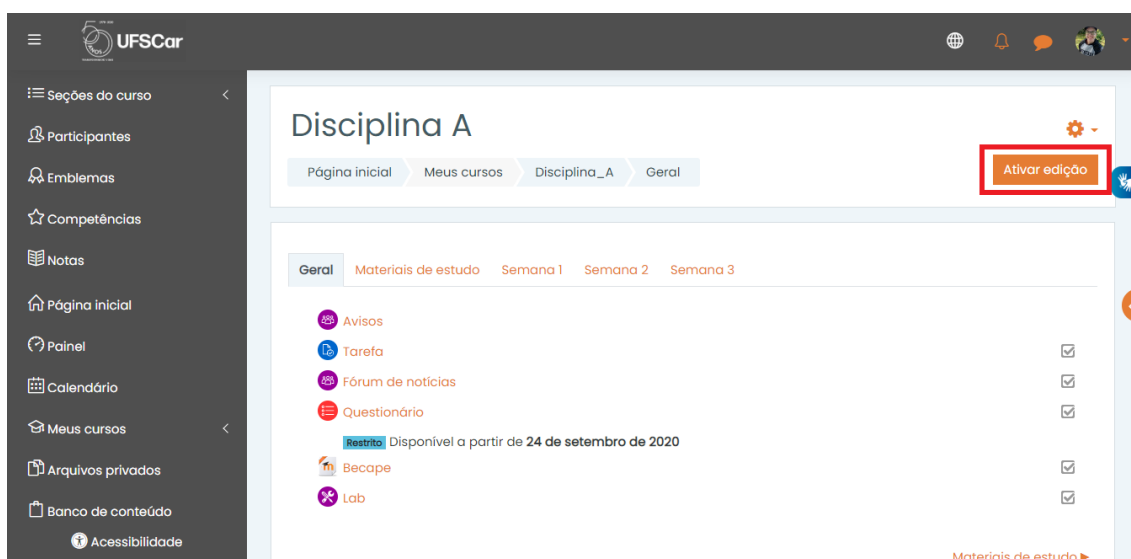 UFSCar
Seções do curso
Participantes
Emblemas
Competências
Notas
Página inicial
Painel
Calendário
Meus cursos
Arquivos privados
Banco de conteúdo
Acessibilidade
Disciplina A
Página inicial Meus cursos Disciplina_A Geral
Ativar edição
Geral Materiais de estudo Semana 1 Semana 2 Semana 3
Avisos
Tarefa
Fórum de notícias
Questionário
Restrito Disponível a partir de 24 de setembro de 2020
Becape
Lab
Materiais de estudo ▶